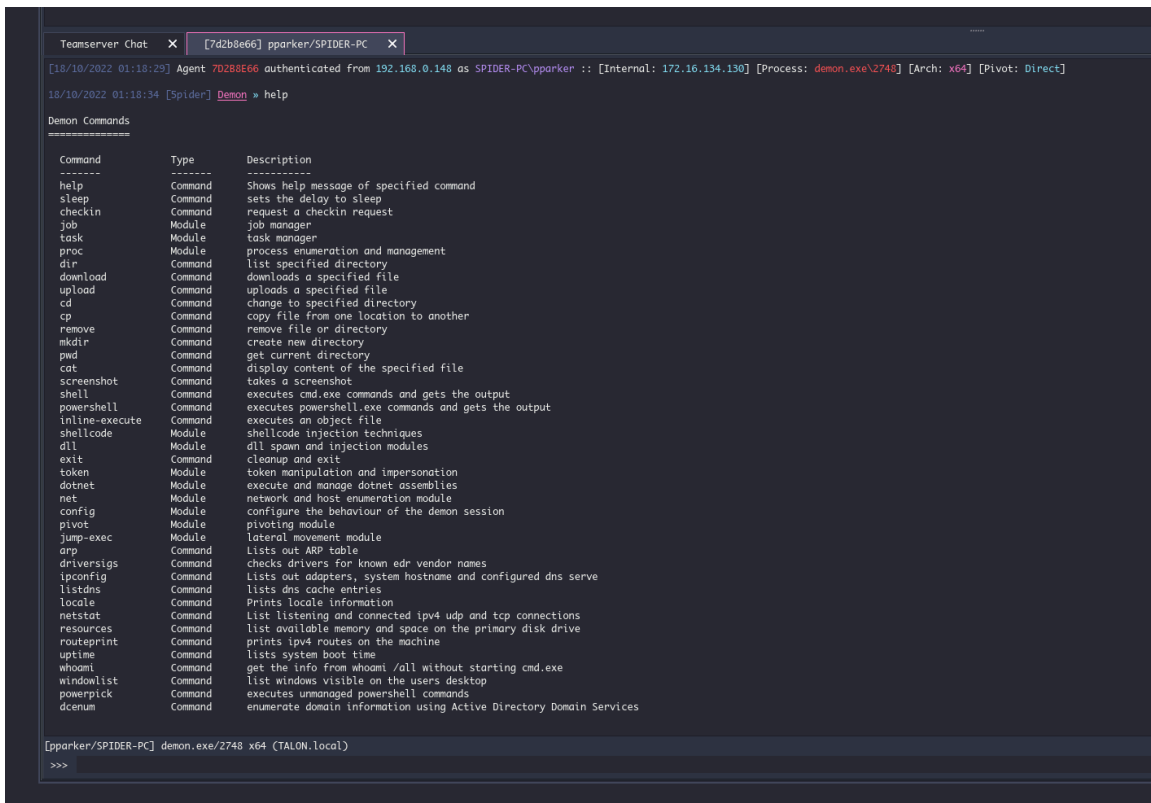 Teamserver Chat X [7d2b8e66] pparker/SPIDER-PC X
[18/10/2022 01:18:29] Agent 7D2B8E66 authenticated from 192.168.0.148 as SPIDER-PC\pparker :: [Internal: 172.16.134.130] [Process: demon.exe\2748] [Arch: x64] [Pivot: Direct]
18/10/2022 01:18:34 [5pider] Demon » help
Demon Commands
==============
Command Type Description
------- ------- -----------
help Command Shows help message of specified command
sleep Command sets the delay to sleep
checkin Command request a checkin request
job Module job manager
task Module task manager
proc Module process enumeration and management
dir Command list specified directory
download Command downloads a specified file
upload Command uploads a specified file
cd Command change to specified directory
cp Command copy file from one location to another
remove Command remove file or directory
mkdir Command create new directory
pwd Command get current directory
cat Command display content of the specified file
screenshot Command takes a screenshot
shell Command executes cmd.exe commands and gets the output
powershell Command executes powershell.exe commands and gets the output
inline-execute Command executes an object file
shellcode Module shellcode injection techniques
dll Module dll spawn and injection modules
exit Command cleanup and exit
token Module token manipulation and impersonation
dotnet Module execute and manage dotnet assemblies
net Module network and host enumeration module
config Module configure the behaviour of the demon session
pivot Module pivoting module
jump-exec Module lateral movement module
arp Command Lists out ARP table
driversigs Command checks drivers for known edr vendor names
ipconfig Command Lists out adapters, system hostname and configured dns serve
listdns Command lists dns cache entries
locale Command Prints locale information
netstat Command List listening and connected ipv4 udp and tcp connections
resources Command list available memory and space on the primary disk drive
routeprint Command prints ipv4 routes on the machine
uptime Command lists system boot time
whoami Command get the info from whoami /all without starting cmd.exe
windowlist Command list windows visible on the users desktop
powerpick Command executes unmanaged powershell commands
dcenum Command enumerate domain information using Active Directory Domain Services
[pparker/SPIDER-PC] demon.exe/2748 x64 (TALON.local)
>>>